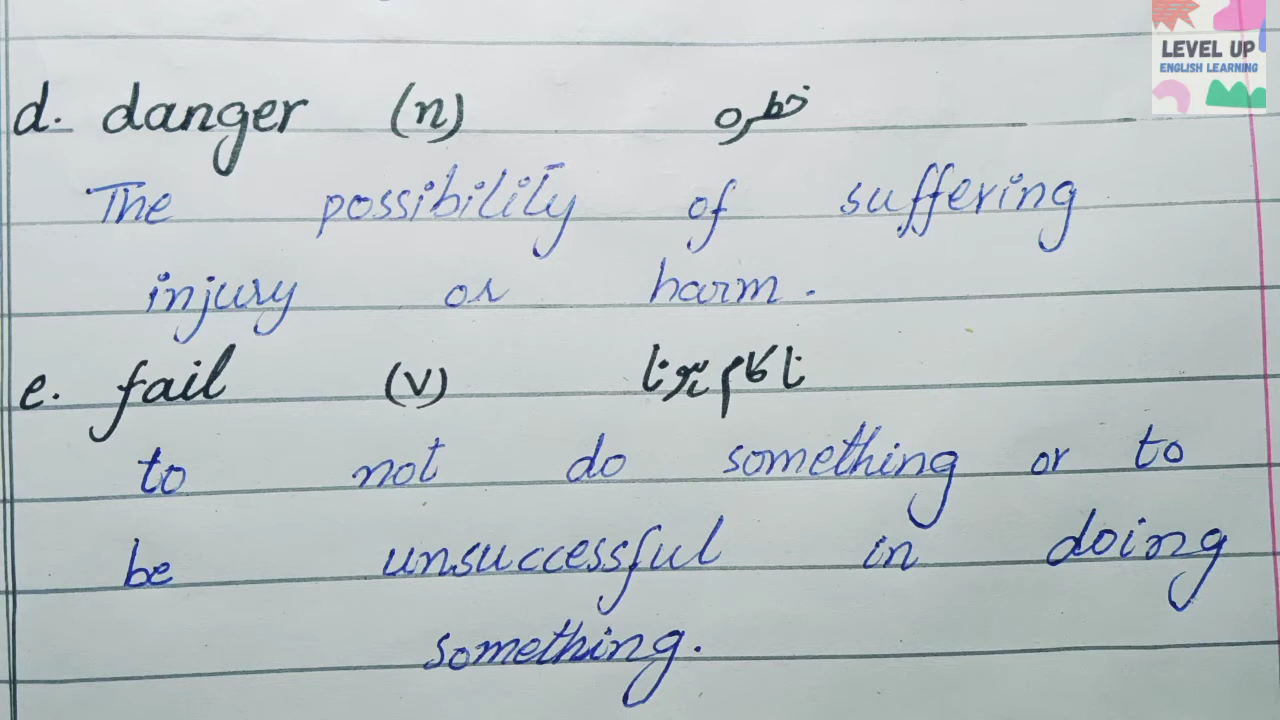 LEVEL UP
ENGLISH LEARNING
d. danger (n) خطرہ
The possibility of suffering
injury or harm.
e. fail (v) ناکام ہونا
to not do something or to
be unsuccessful in doing
something.